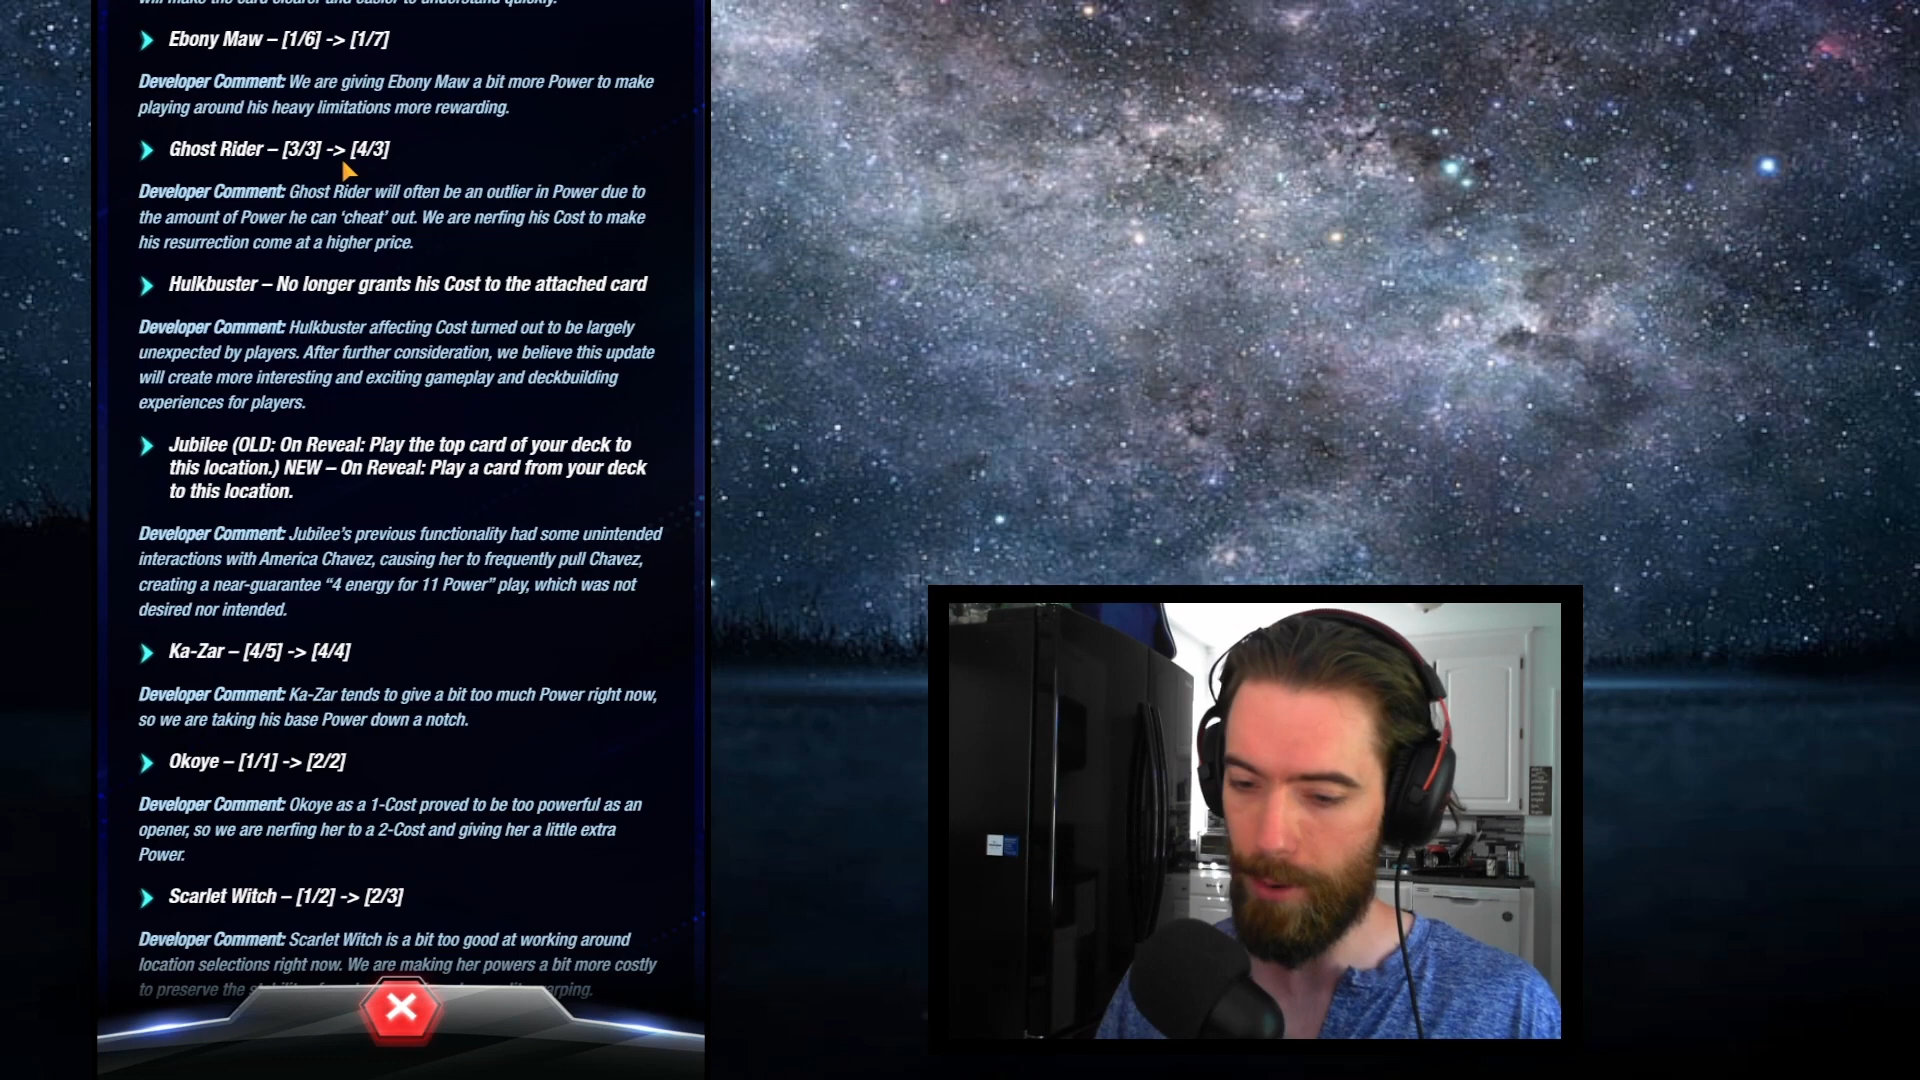 will make the card clearer and easier to understand quickly.
Ebony Maw – [1/6] -> [1/7]
Developer Comment: We are giving Ebony Maw a bit more Power to make
playing around his heavy limitations more rewarding.
Ghost Rider – [3/3] -> [4/3]
Developer Comment: Ghost Rider will often be an outlier in Power due to
the amount of Power he can ‘cheat’ out. We are nerfing his Cost to make
his resurrection come at a higher price.
Hulkbuster – No longer grants his Cost to the attached card
Developer Comment: Hulkbuster affecting Cost turned out to be largely
unexpected by players. After further consideration, we believe this update
will create more interesting and exciting gameplay and deckbuilding
experiences for players.
Jubilee (OLD: On Reveal: Play the top card of your deck to
this location.) NEW – On Reveal: Play a card from your deck
to this location.
Developer Comment: Jubilee’s previous functionality had some unintended
interactions with America Chavez, causing her to frequently pull Chavez,
creating a near-guarantee “4 energy for 11 Power” play, which was not
desired nor intended.
Ka-Zar – [4/5] -> [4/4]
Developer Comment: Ka-Zar tends to give a bit too much Power right now,
so we are taking his base Power down a notch.
Okoye – [1/1] -> [2/2]
Developer Comment: Okoye as a 1-Cost proved to be too powerful as an
opener, so we are nerfing her to a 2-Cost and giving her a little extra
Power.
Scarlet Witch – [1/2] -> [2/3]
Developer Comment: Scarlet Witch is a bit too good at working around
location selections right now. We are making her powers a bit more costly
to preserve the